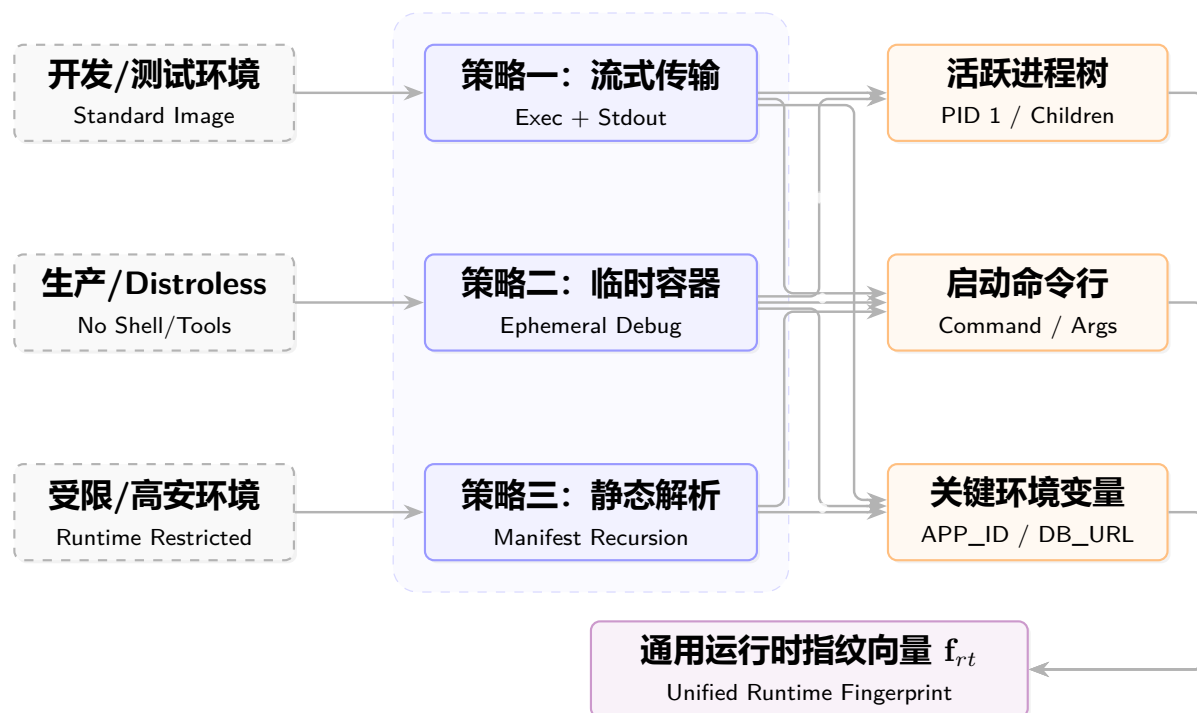 开发/测试环境
Standard Image
策略一：流式传输
Exec + Stdout
活跃进程树
PID 1 / Children
生产/Distroless
No Shell/Tools
策略二：临时容器
Ephemeral Debug
启动命令行
Command / Args
受限/高安环境
Runtime Restricted
策略三：静态解析
Manifest Recursion
关键环境变量
APP_ID / DB_URL
通用运行时指纹向量 f_rt
Unified Runtime Fingerprint